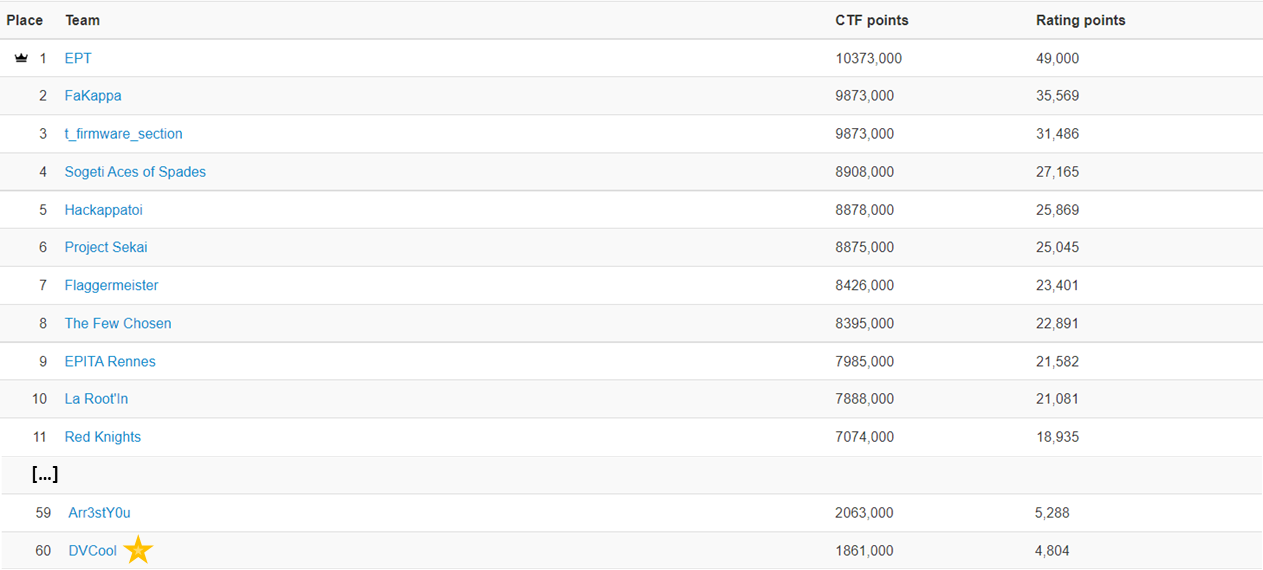 Place Team CTF points Rating points
1 EPT 10373,000 49,000
2 FaKappa 9873,000 35,569
3 t_firmware_section 9873,000 31,486
4 Sogeti Aces of Spades 8908,000 27,165
5 Hackappatoi 8878,000 25,869
6 Project Sekai 8875,000 25,045
7 Flaggermeister 8426,000 23,401
8 The Few Chosen 8395,000 22,891
9 EPITA Rennes 7985,000 21,582
10 La Root'In 7888,000 21,081
11 Red Knights 7074,000 18,935
[...]
59 Arr3stY0u 2063,000 5,288
60 DVCool 1861,000 4,804